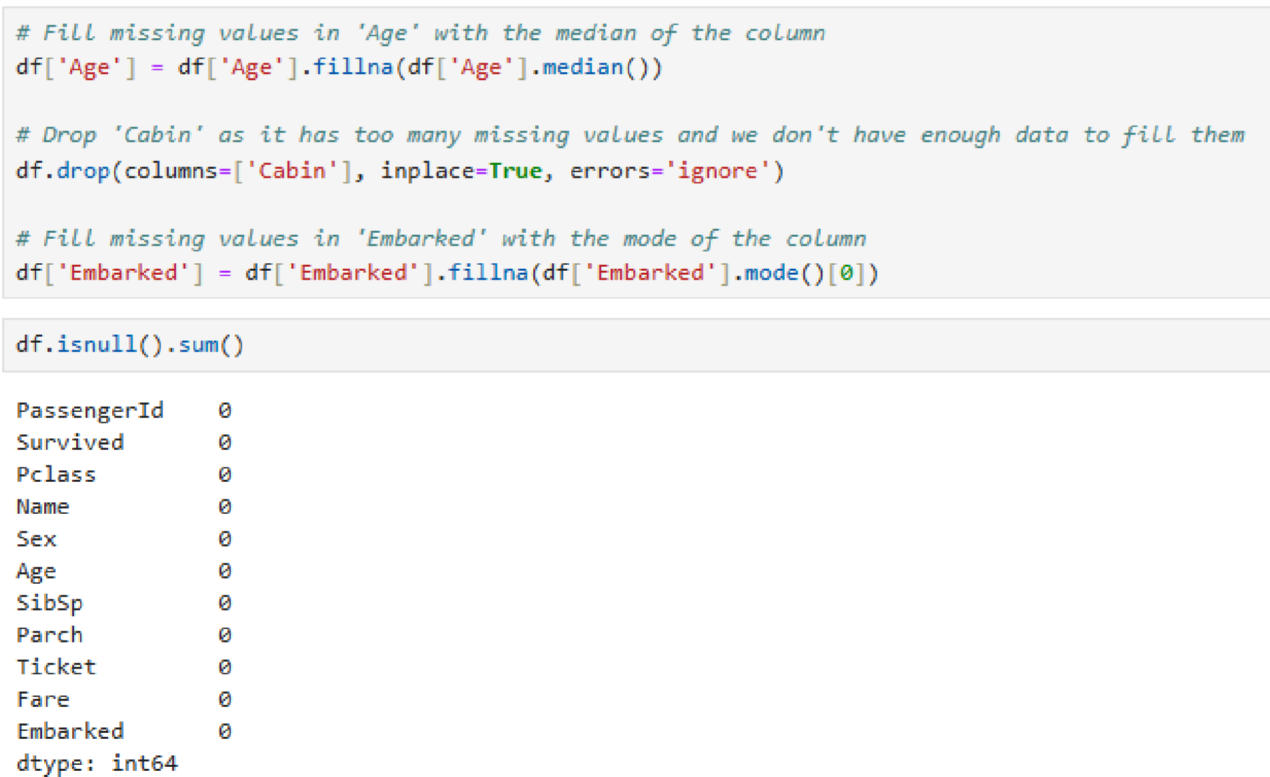 # Fill missing values in 'Age' with the median of the column
df['Age'] = df['Age'].fillna(df['Age'].median())
# Drop 'Cabin' as it has too many missing values and we don't have enough data to fill them
df.drop(columns=['Cabin'], inplace=True, errors='ignore')
# Fill missing values in 'Embarked' with the mode of the column
df['Embarked'] = df['Embarked'].fillna(df['Embarked'].mode()[0])
df.isnull().sum()
PassengerId 0
Survived 0
Pclass 0
Name 0
Sex 0
Age 0
SibSp 0
Parch 0
Ticket 0
Fare 0
Embarked 0
dtype: int64